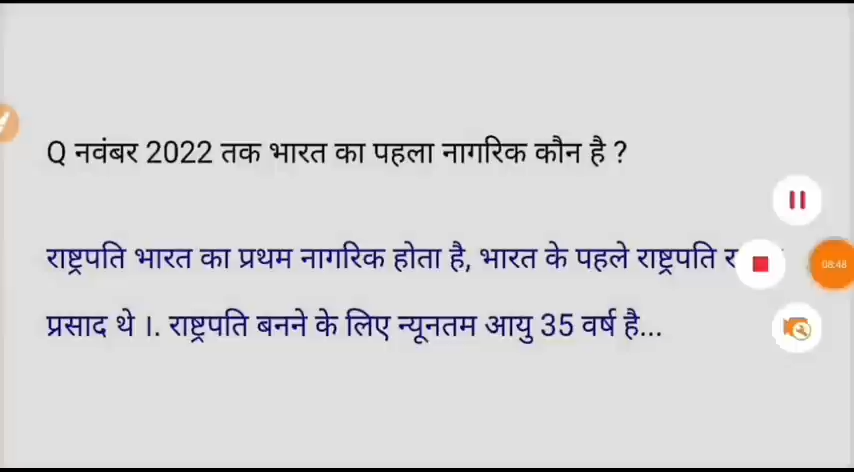 Q नवंबर 2022 तक भारत का पहला नागरिक कौन है ?
राष्ट्रपति भारत का प्रथम नागरिक होता है, भारत के पहले राष्ट्रपति
08:48
प्रसाद थे ।. राष्ट्रपति बनने के लिए न्यूनतम आयु 35 वर्ष है...